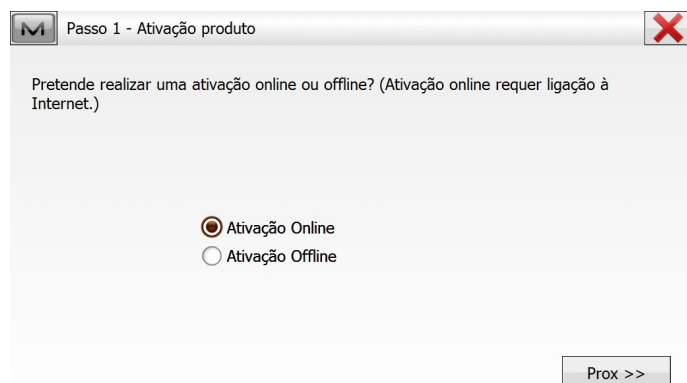 Passo 1 - Ativação produto
Pretende realizar uma ativação online ou offline? (Ativação online requer ligação à
Internet.)
Ativação Online
Ativação Offline
Prox >>